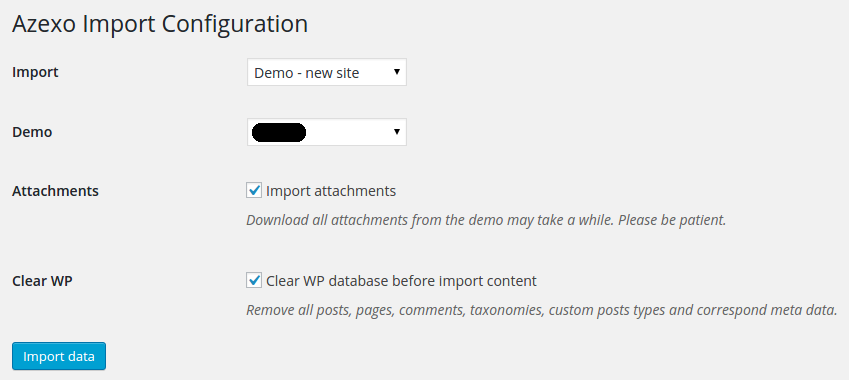 Azexo Import Configuration
Import Demo - new site
Demo
Attachments Import attachments
Download all attachments from the demo may take a while. Please be patient.
Clear WP Clear WP database before import content
Remove all posts, pages, comments, taxonomies, custom posts types and correspond meta data.
Import data